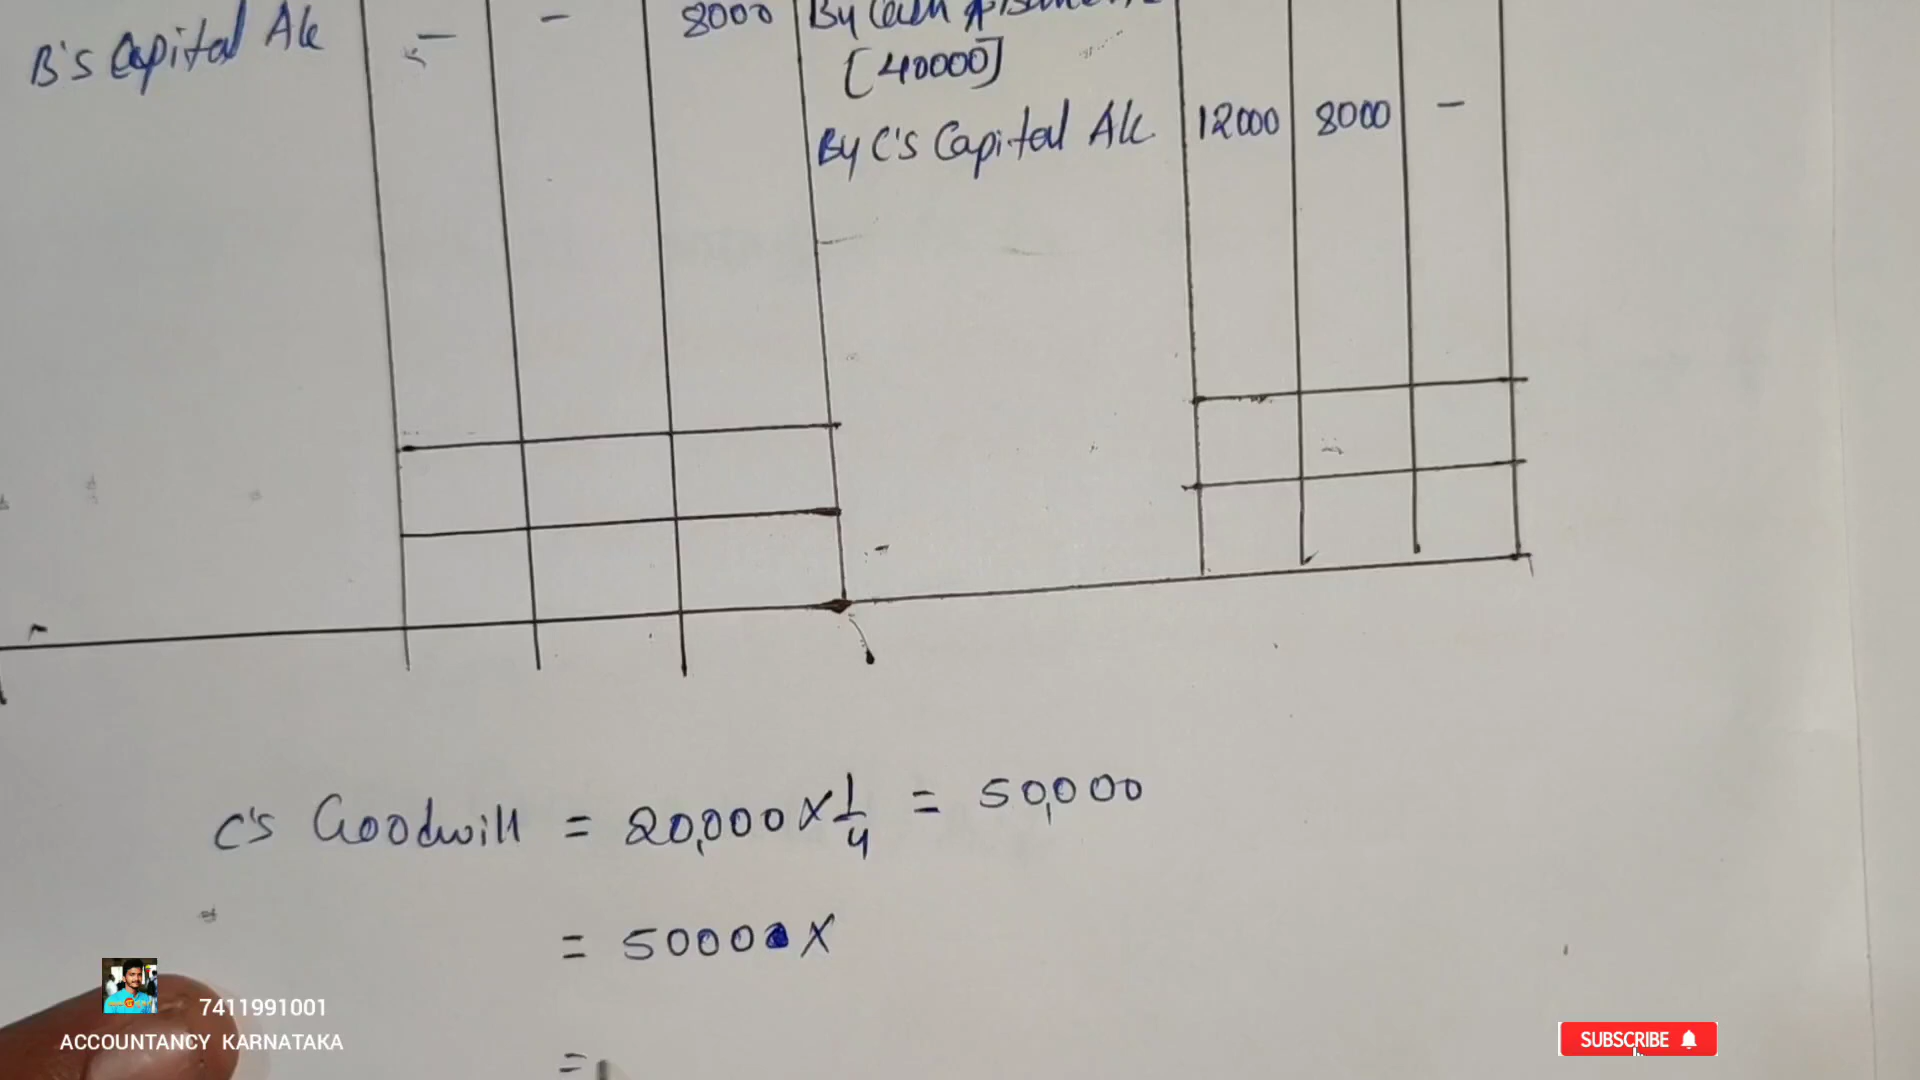 B's Capital A/c - - 8000 By Cash
[40000]
By C's Capital A/c 12000 8000 -
C's Goodwill = 20,000 X 1/4 = 50,000
= 50000 X
=
7411991001
ACCOUNTANCY KARNATAKA
SUBSCRIBE